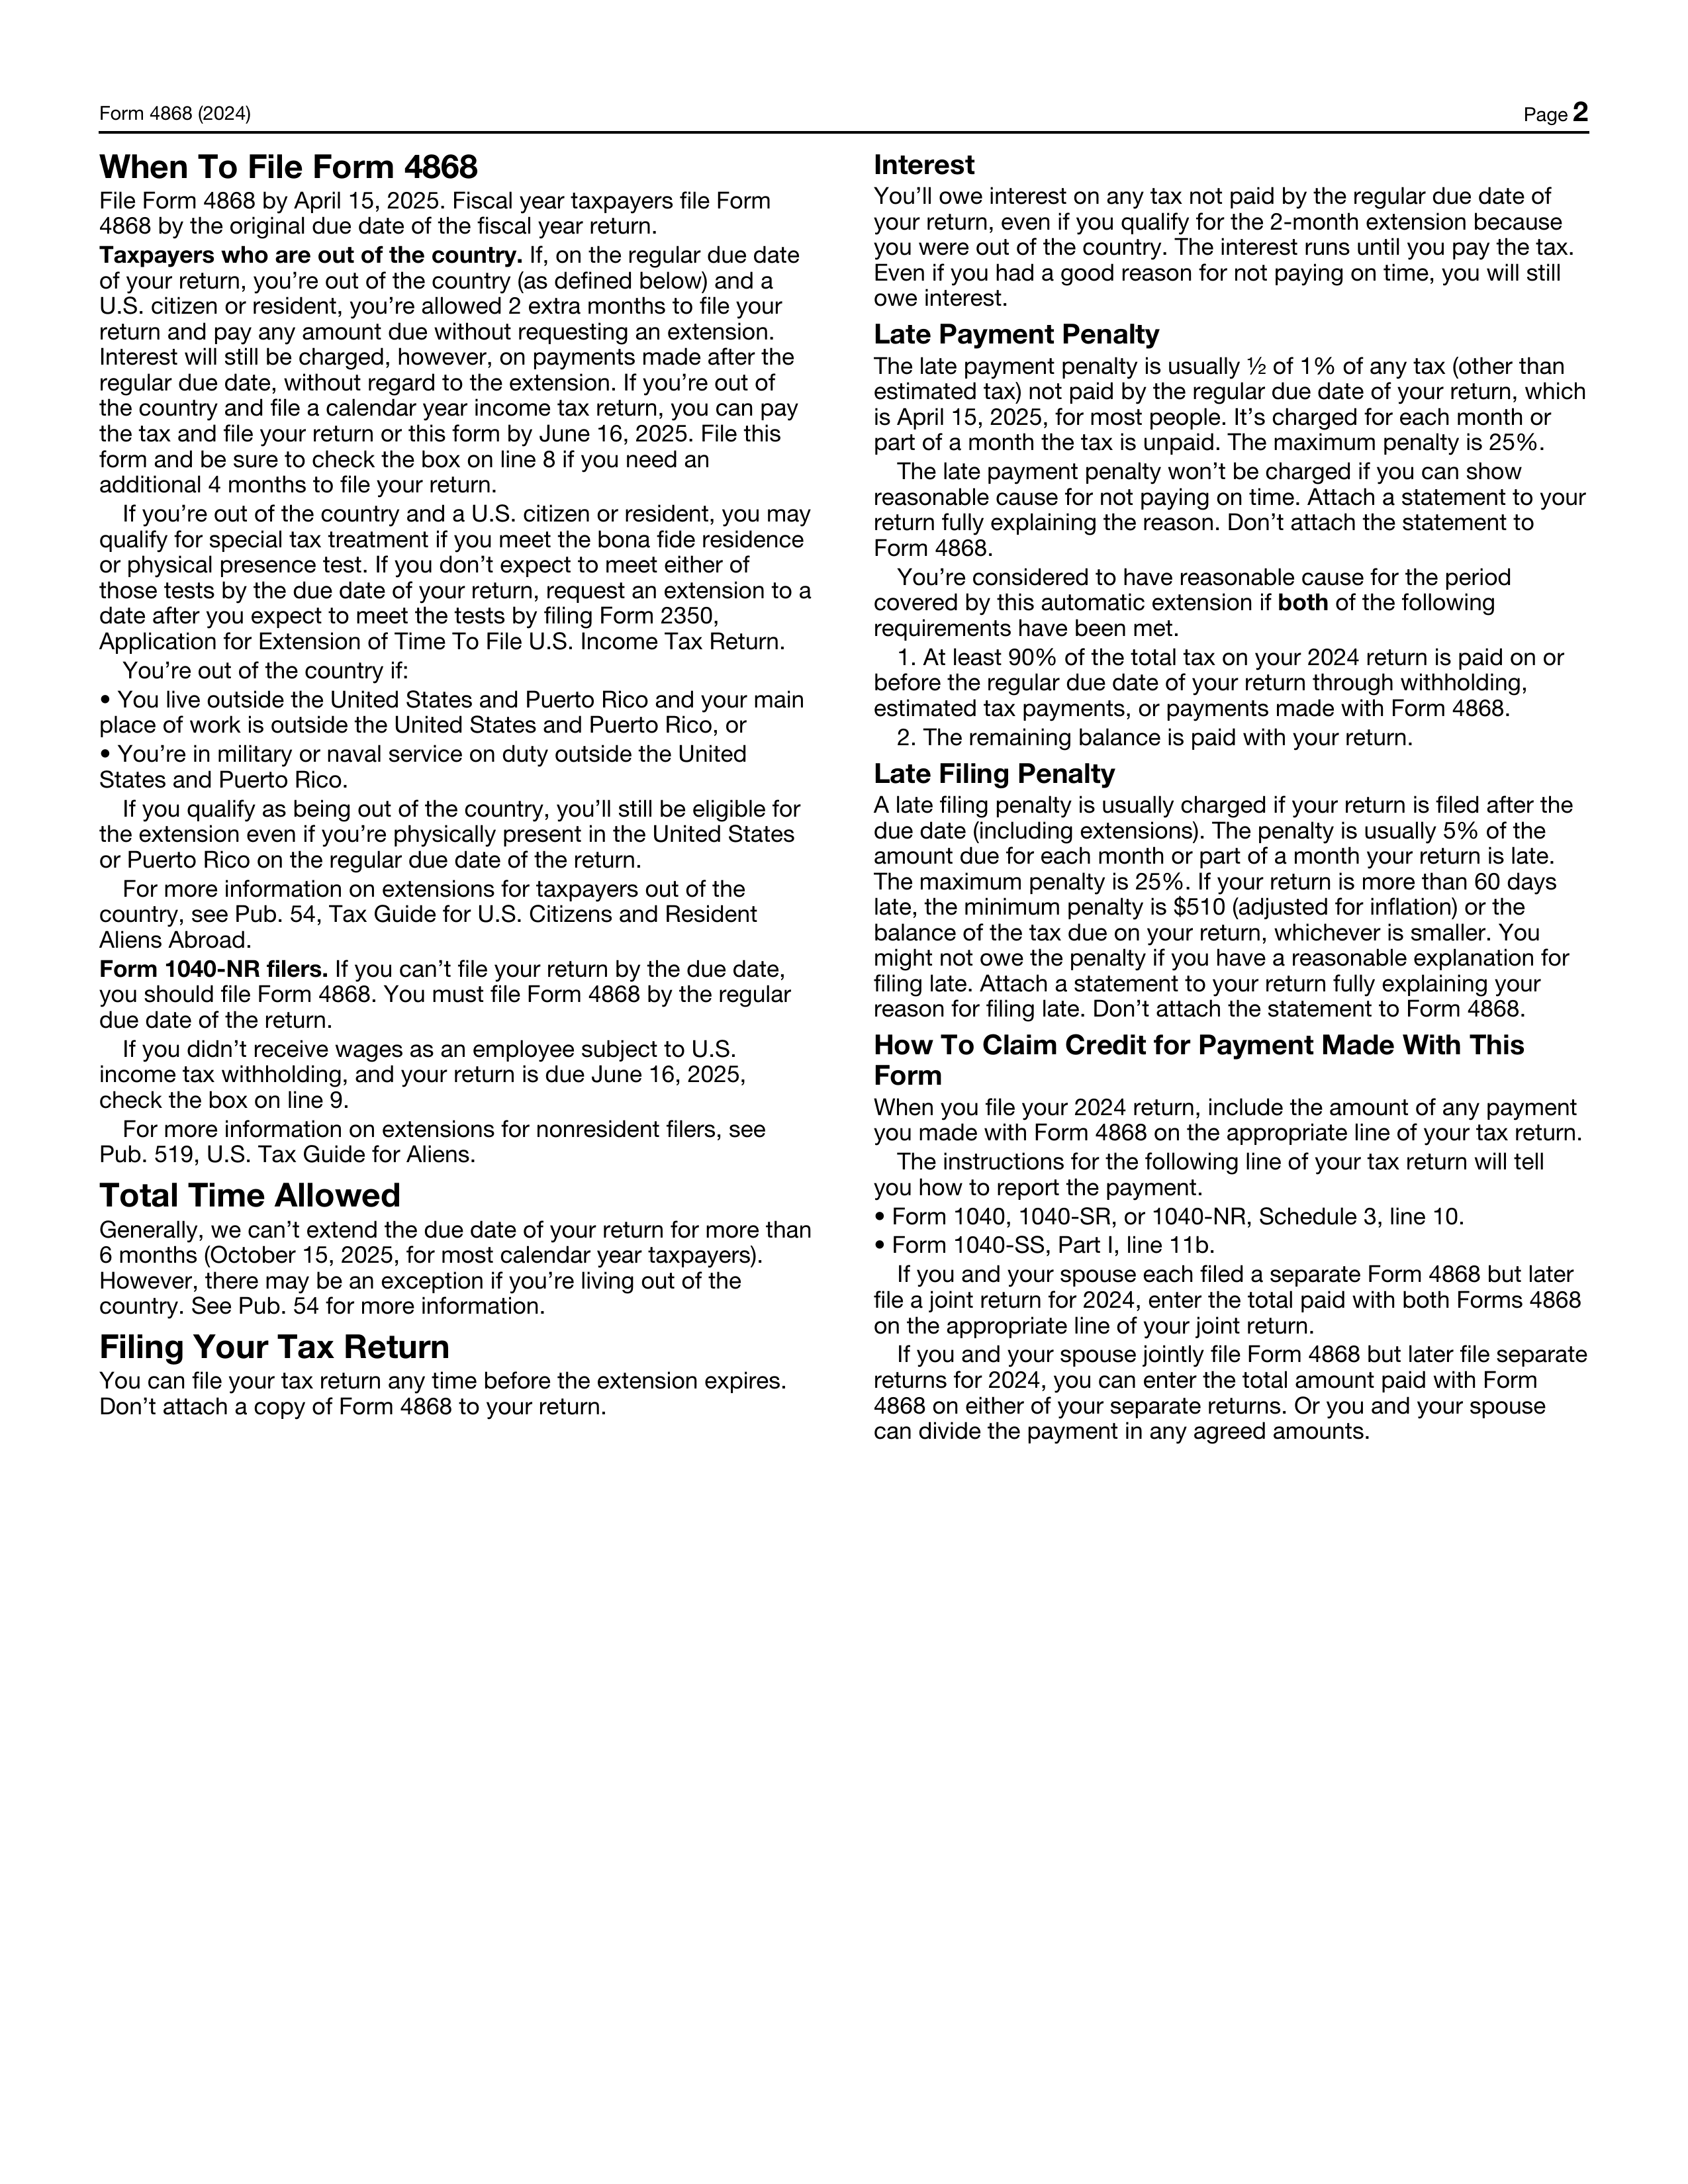 Form 4868 (2024)
Page 2
When To File Form 4868
File Form 4868 by April 15, 2025. Fiscal year taxpayers file Form
4868 by the original due date of the fiscal year return.
Taxpayers who are out of the country. If, on the regular due date
of your return, you’re out of the country (as defined below) and a
U.S. citizen or resident, you’re allowed 2 extra months to file your
return and pay any amount due without requesting an extension.
Interest will still be charged, however, on payments made after the
regular due date, without regard to the extension. If you’re out of
the country and file a calendar year income tax return, you can pay
the tax and file your return or this form by June 16, 2025. File this
form and be sure to check the box on line 8 if you need an
additional 4 months to file your return.
If you’re out of the country and a U.S. citizen or resident, you may
qualify for special tax treatment if you meet the bona fide residence
or physical presence test. If you don’t expect to meet either of
those tests by the due date of your return, request an extension to a
date after you expect to meet the tests by filing Form 2350,
Application for Extension of Time To File U.S. Income Tax Return.
You’re out of the country if:
• You live outside the United States and Puerto Rico and your main
place of work is outside the United States and Puerto Rico, or
• You’re in military or naval service on duty outside the United
States and Puerto Rico.
If you qualify as being out of the country, you’ll still be eligible for
the extension even if you’re physically present in the United States
or Puerto Rico on the regular due date of the return.
For more information on extensions for taxpayers out of the
country, see Pub. 54, Tax Guide for U.S. Citizens and Resident
Aliens Abroad.
Form 1040-NR filers. If you can’t file your return by the due date,
you should file Form 4868. You must file Form 4868 by the regular
due date of the return.
If you didn’t receive wages as an employee subject to U.S.
income tax withholding, and your return is due June 16, 2025,
check the box on line 9.
For more information on extensions for nonresident filers, see
Pub. 519, U.S. Tax Guide for Aliens.
Total Time Allowed
Generally, we can’t extend the due date of your return for more than
6 months (October 15, 2025, for most calendar year taxpayers).
However, there may be an exception if you’re living out of the
country. See Pub. 54 for more information.
Filing Your Tax Return
You can file your tax return any time before the extension expires.
Don’t attach a copy of Form 4868 to your return.
Interest
You’ll owe interest on any tax not paid by the regular due date of
your return, even if you qualify for the 2-month extension because
you were out of the country. The interest runs until you pay the tax.
Even if you had a good reason for not paying on time, you will still
owe interest.
Late Payment Penalty
The late payment penalty is usually ½ of 1% of any tax (other than
estimated tax) not paid by the regular due date of your return, which
is April 15, 2025, for most people. It’s charged for each month or
part of a month the tax is unpaid. The maximum penalty is 25%.
The late payment penalty won’t be charged if you can show
reasonable cause for not paying on time. Attach a statement to your
return fully explaining the reason. Don’t attach the statement to
Form 4868.
You’re considered to have reasonable cause for the period
covered by this automatic extension if both of the following
requirements have been met.
1. At least 90% of the total tax on your 2024 return is paid on or
before the regular due date of your return through withholding,
estimated tax payments, or payments made with Form 4868.
2. The remaining balance is paid with your return.
Late Filing Penalty
A late filing penalty is usually charged if your return is filed after the
due date (including extensions). The penalty is usually 5% of the
amount due for each month or part of a month your return is late.
The maximum penalty is 25%. If your return is more than 60 days
late, the minimum penalty is $510 (adjusted for inflation) or the
balance of the tax due on your return, whichever is smaller. You
might not owe the penalty if you have a reasonable explanation for
filing late. Attach a statement to your return fully explaining your
reason for filing late. Don’t attach the statement to Form 4868.
How To Claim Credit for Payment Made With This
Form
When you file your 2024 return, include the amount of any payment
you made with Form 4868 on the appropriate line of your tax return.
The instructions for the following line of your tax return will tell
you how to report the payment.
• Form 1040, 1040-SR, or 1040-NR, Schedule 3, line 10.
• Form 1040-SS, Part I, line 11b.
If you and your spouse each filed a separate Form 4868 but later
file a joint return for 2024, enter the total paid with both Forms 4868
on the appropriate line of your joint return.
If you and your spouse jointly file Form 4868 but later file separate
returns for 2024, you can enter the total amount paid with Form
4868 on either of your separate returns. Or you and your spouse
can divide the payment in any agreed amounts.